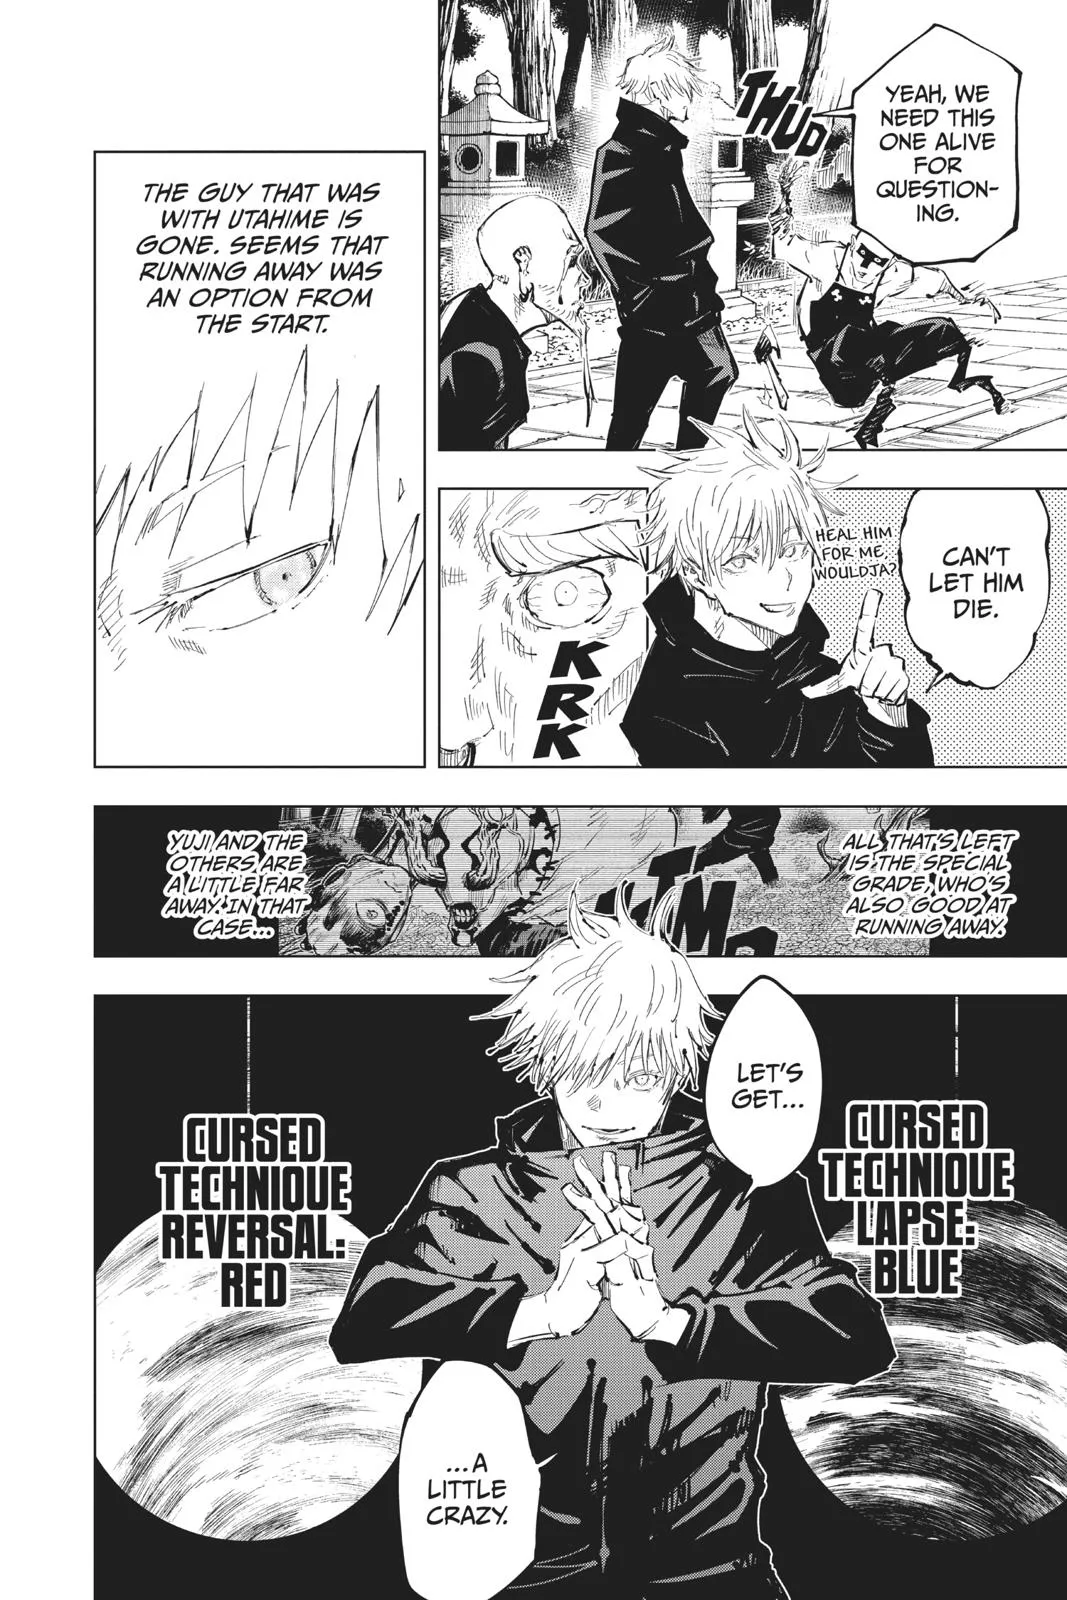 YEAH, WE
NEED THIS
ONE ALIVE
FOR
QUESTION-
ING.
THUD
CAN'T
LET HIM
DIE.
HEAL HIM
FOR ME,
WOULDJA?
KRK
THE GUY THAT WAS
WITH UTAHIME IS
GONE. SEEMS THAT
RUNNING AWAY WAS
AN OPTION FROM
THE START.
ALL THAT'S LEFT
IS THE SPECIAL
GRADE, WHO'S
ALSO GOOD AT
RUNNING AWAY.
YUJI AND THE
OTHERS ARE
A LITTLE FAR
AWAY. IN THAT
CASE...
LET'S
GET...
CURSED
TECHNIQUE
LAPSE:
BLUE
CURSED
TECHNIQUE
REVERSAL:
RED
...A
LITTLE
CRAZY.